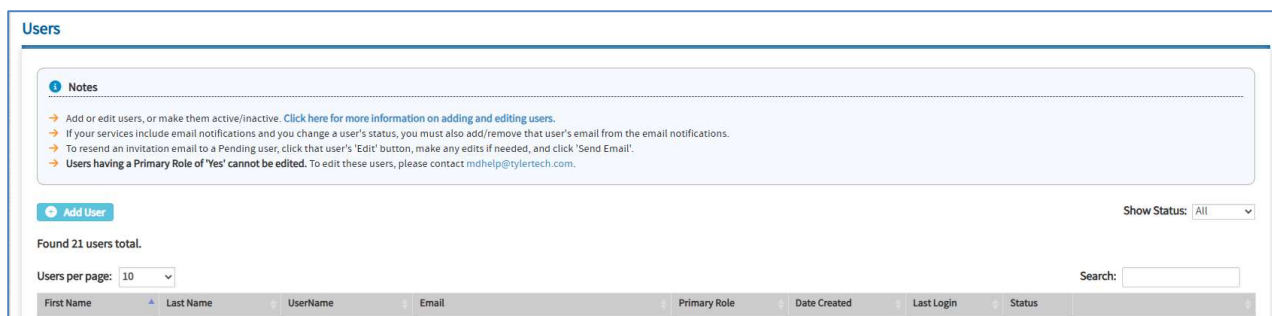 Users
Notes
Add or edit users, or make them active/inactive. Click here for more information on adding and editing users.
If your services include email notifications and you change a user's status, you must also add/remove that user's email from the email notifications.
To resend an invitation email to a Pending user, click that user's 'Edit' button, make any edits if needed, and click 'Send Email'.
Users having a Primary Role of 'Yes' cannot be edited. To edit these users, please contact mdhelp@tylertech.com.
Add User
Show Status: All
Found 21 users total.
Users per page: 10
Search:
First Name Last Name UserName Email Primary Role Date Created Last Login Status